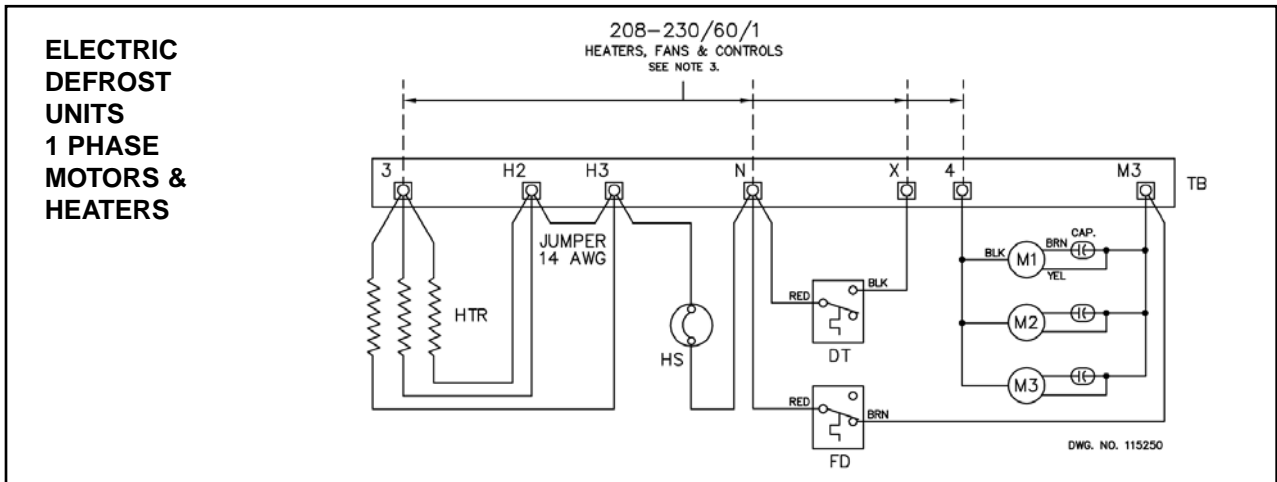 ELECTRIC
DEFROST
UNITS
1 PHASE
MOTORS &
HEATERS
208-230/60/1
HEATERS, FANS & CONTROLS
SEE NOTE 3.
3 H2 H3 N X 4 M3
TB
JUMPER
14 AWG
HTR
HS
RED BLK
DT
RED BRN
FD
BLK M1 BRN CAP.
YEL
M2
M3
DWG. NO. 115250